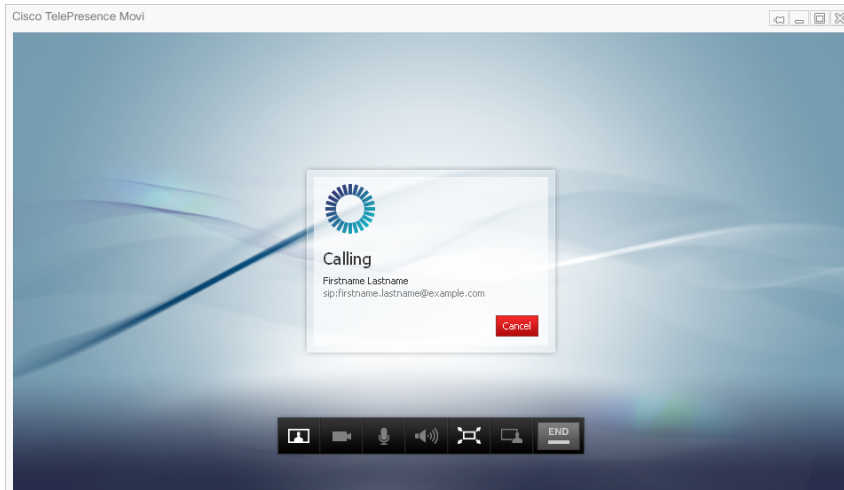 Cisco TelePresence Movi
Calling
Firstname Lastname
sip:firstname.lastname@example.com
Cancel
END